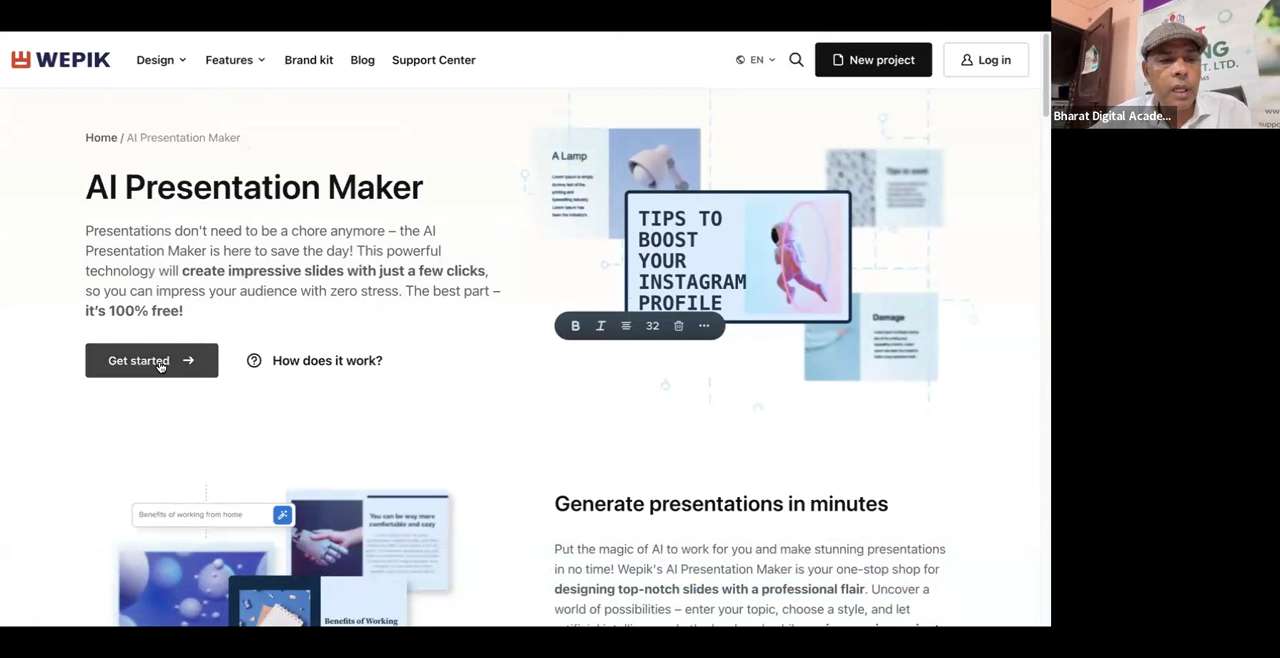 WEPIK
Design
Features
Brand kit
Blog
Support Center
EN
New project
Log in
Home / AI Presentation Maker
AI Presentation Maker
Presentations don't need to be a chore anymore – the AI
Presentation Maker is here to save the day! This powerful
technology will create impressive slides with just a few clicks,
so you can impress your audience with zero stress. The best part –
it's 100% free!
Get started
How does it work?
A Lamp
TIPS TO
BOOST
YOUR
INSTAGRAM
PROFILE
B I 32
Tips to work
Damage
Benefits of working from home
You can be way more
comfortable and cozy
Benefits of Working
Generate presentations in minutes
Put the magic of AI to work for you and make stunning presentations
in no time! Wepik's AI Presentation Maker is your one-stop shop for
designing top-notch slides with a professional flair. Uncover a
world of possibilities – enter your topic, choose a style, and let
Bharat Digital Acade...
T. LTD.